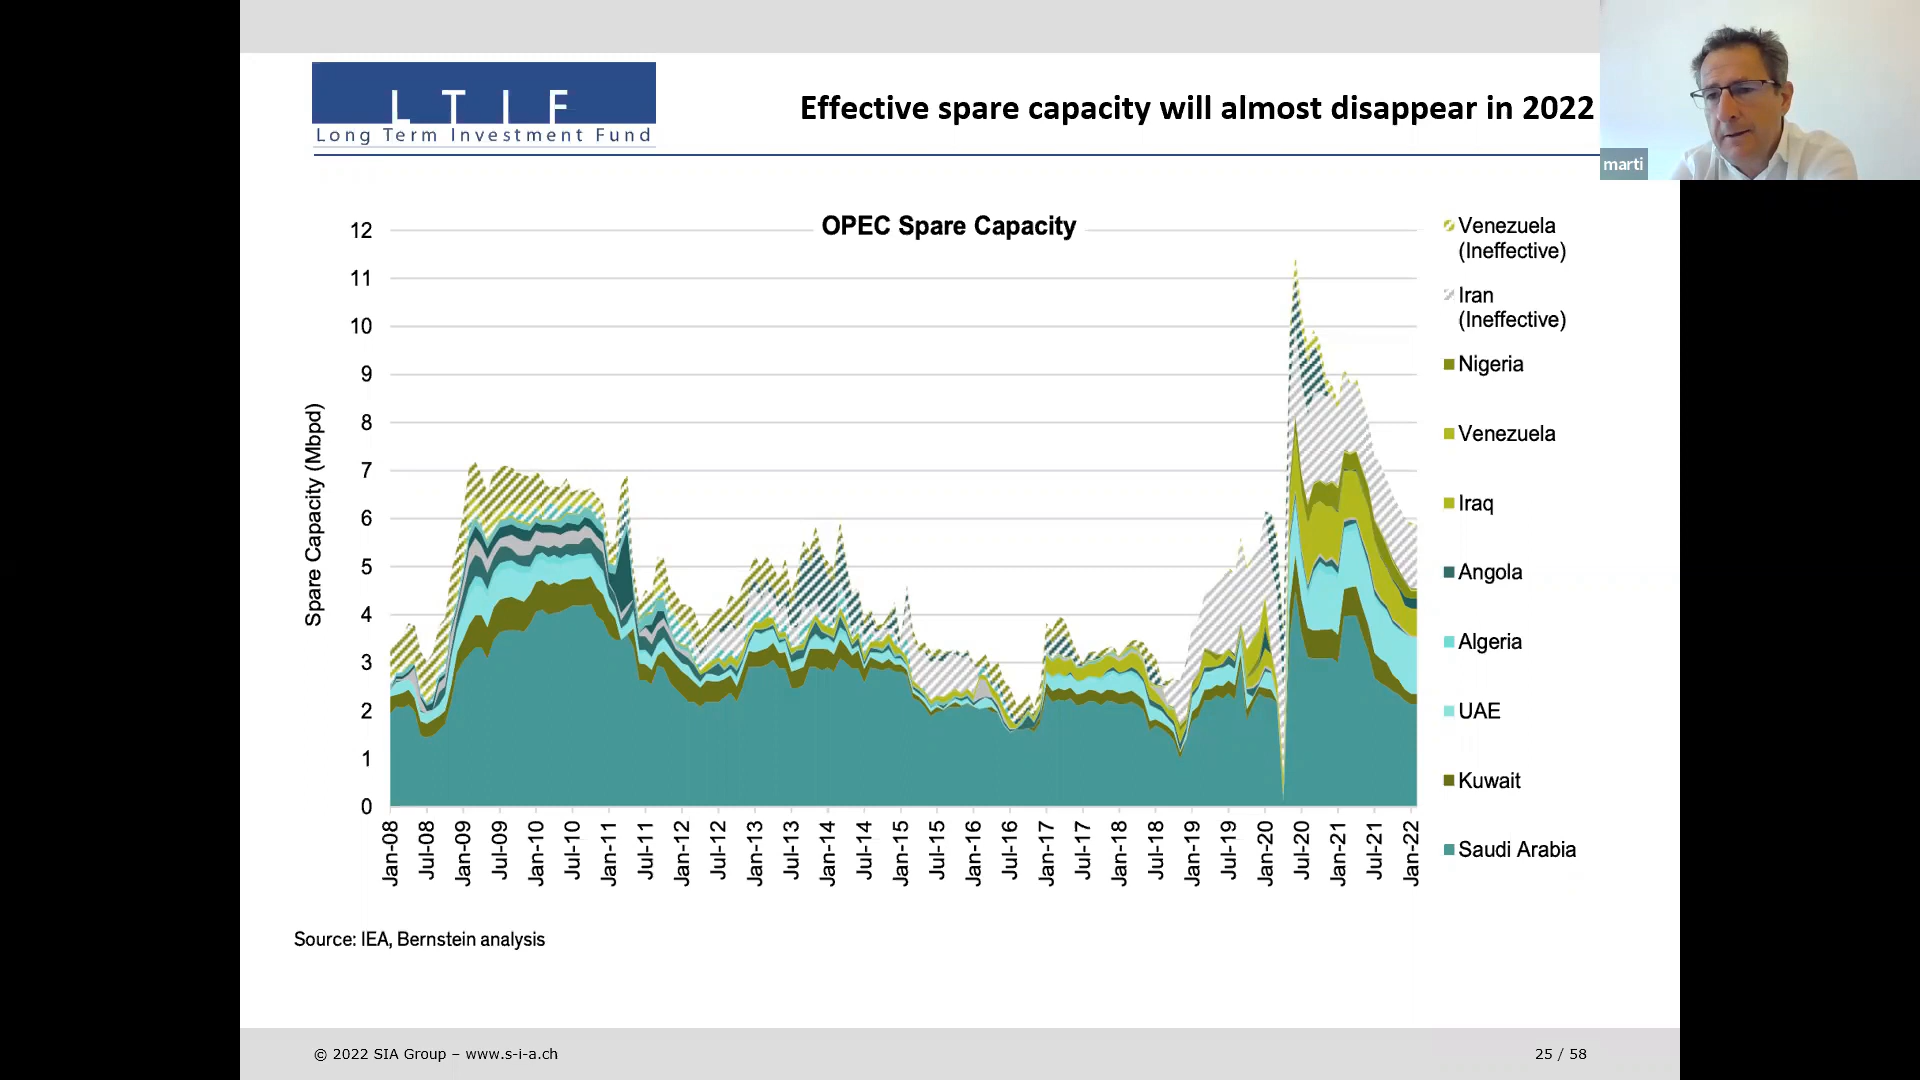 L T I F
Long Term Investment Fund
Effective spare capacity will almost disappear in 2022
marti
OPEC Spare Capacity
Spare Capacity (Mbpd)
12
11
10
9
8
7
6
5
4
3
2
1
0
Jan-08
Jul-08
Jan-09
Jul-09
Jan-10
Jul-10
Jan-11
Jul-11
Jan-12
Jul-12
Jan-13
Jul-13
Jan-14
Jul-14
Jan-15
Jul-15
Jan-16
Jul-16
Jan-17
Jul-17
Jan-18
Jul-18
Jan-19
Jul-19
Jan-20
Jul-20
Jan-21
Jul-21
Jan-22
Venezuela
(Ineffective)
Iran
(Ineffective)
Nigeria
Venezuela
Iraq
Angola
Algeria
UAE
Kuwait
Saudi Arabia
Source: IEA, Bernstein analysis
© 2022 SIA Group – www.s-i-a.ch
25 / 58